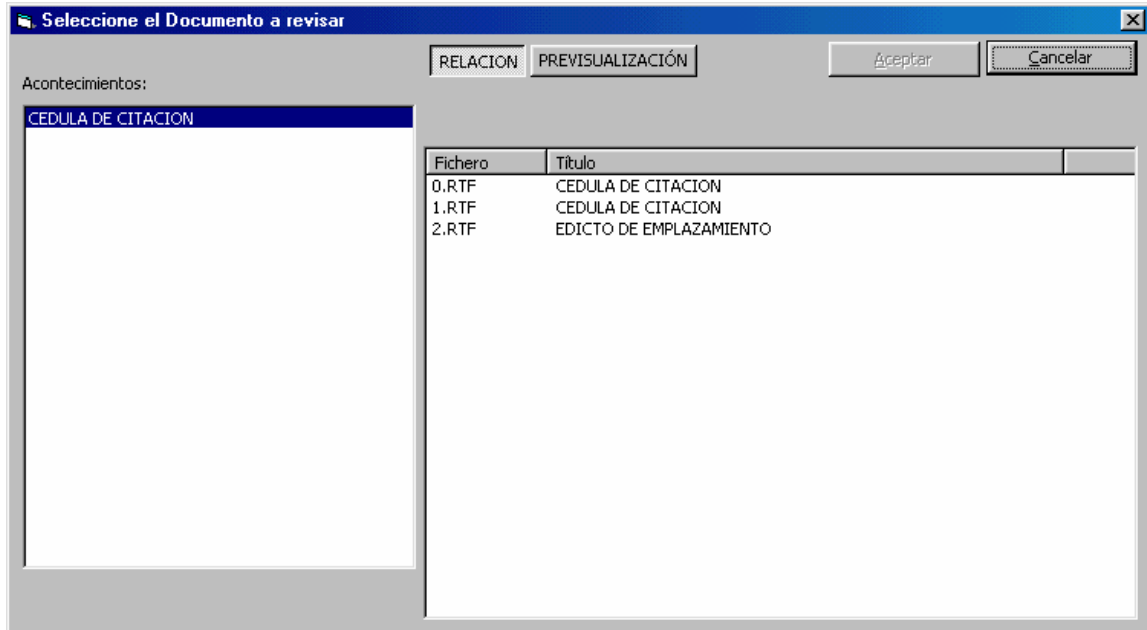 Seleccione el Documento a revisar
RELACION PREVISUALIZACIÓN Aceptar Cancelar
Acontecimientos:
CEDULA DE CITACION
Fichero Título
0.RTF CEDULA DE CITACION
1.RTF CEDULA DE CITACION
2.RTF EDICTO DE EMPLAZAMIENTO